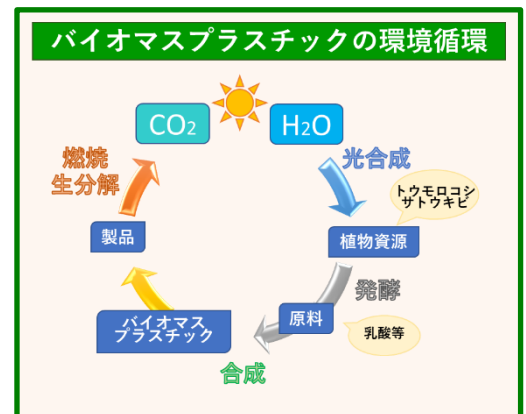 バイオマスプラスチックの環境循環
CO₂
H₂O
光合成
トウモロコシ
サトウキビ
植物資源
発酵
原料
乳酸等
合成
バイオマス
プラスチック
製品
燃焼
生分解